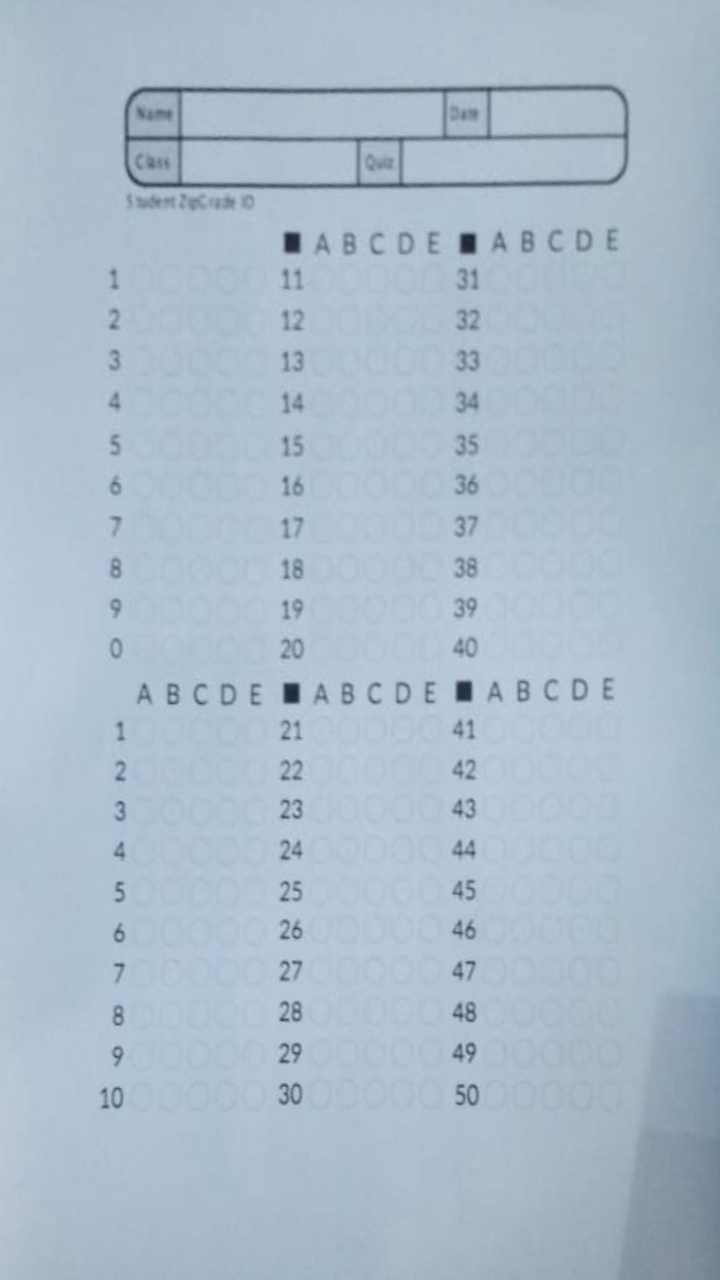 Name Date
Class Quiz
Student ZipGrade ID
■ A B C D E ■ A B C D E
1 11 31
2 12 32
3 13 33
4 14 34
5 15 35
6 16 36
7 17 37
8 18 38
9 19 39
0 20 40
A B C D E ■ A B C D E ■ A B C D E
1 21 41
2 22 42
3 23 43
4 24 44
5 25 45
6 26 46
7 27 47
8 28 48
9 29 49
10 30 50